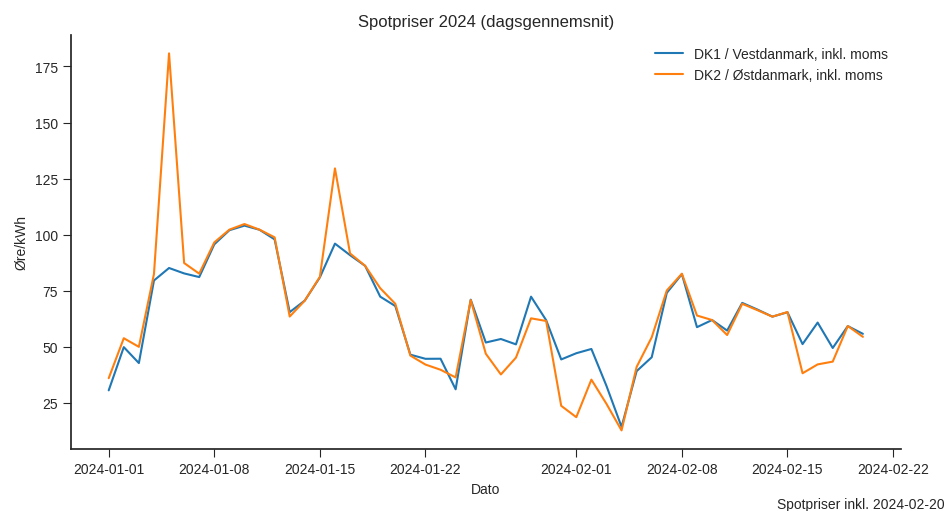 Spotpriser 2024 (dagsgennemsnit)
DK1 / Vestdanmark, inkl. moms
DK2 / Østdanmark, inkl. moms
175
150
125
100
75
50
25
Øre/kWh
2024-01-01
2024-01-08
2024-01-15
2024-01-22
2024-02-01
2024-02-08
2024-02-15
2024-02-22
Dato
Spotpriser inkl. 2024-02-20